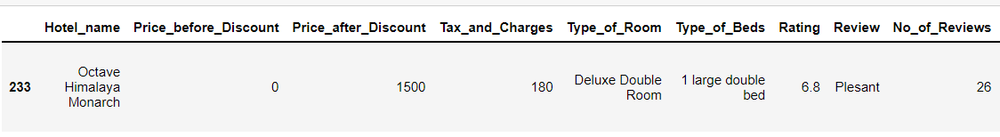 Hotel_name Price_before_Discount Price_after_Discount Tax_and_Charges Type_of_Room Type_of_Beds Rating Review No_of_Reviews
233 Octave Himalaya Monarch 0 1500 180 Deluxe Double Room 1 large double bed 6.8 Plesant 26